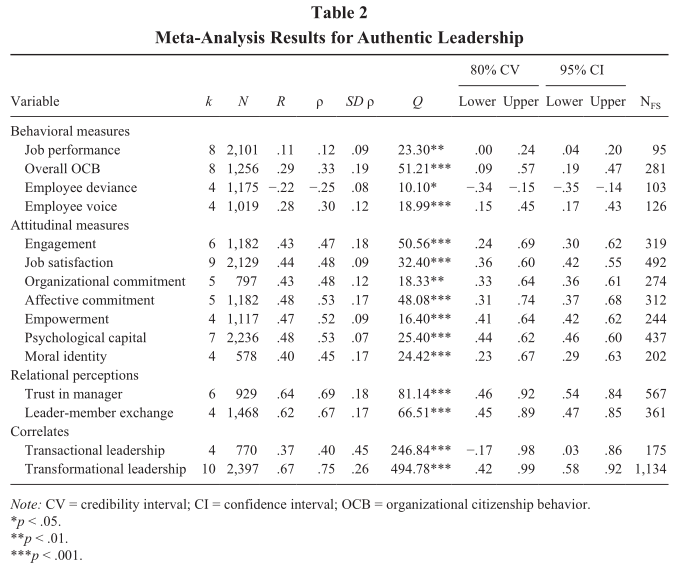 Table 2
Meta-Analysis Results for Authentic Leadership
80% CV 95% CI
Variable k N R ρ SD ρ Q Lower Upper Lower Upper N_FS
Behavioral measures
Job performance 8 2,101 .11 .12 .09 23.30** .00 .24 .04 .20 95
Overall OCB 8 1,256 .29 .33 .19 51.21*** .09 .57 .19 .47 281
Employee deviance 4 1,175 −.22 −.25 .08 10.10* −.34 −.15 −.35 −.14 103
Employee voice 4 1,019 .28 .30 .12 18.99*** .15 .45 .17 .43 126
Attitudinal measures
Engagement 6 1,182 .43 .47 .18 50.56*** .24 .69 .30 .62 319
Job satisfaction 9 2,129 .44 .48 .09 32.40*** .36 .60 .42 .55 492
Organizational commitment 5 797 .43 .48 .12 18.33** .33 .64 .36 .61 274
Affective commitment 5 1,182 .48 .53 .17 48.08*** .31 .74 .37 .68 312
Empowerment 4 1,117 .47 .52 .09 16.40*** .41 .64 .42 .62 244
Psychological capital 7 2,236 .48 .53 .07 25.40*** .44 .62 .46 .60 437
Moral identity 4 578 .40 .45 .17 24.42*** .23 .67 .29 .63 202
Relational perceptions
Trust in manager 6 929 .64 .69 .18 81.14*** .46 .92 .54 .84 567
Leader-member exchange 4 1,468 .62 .67 .17 66.51*** .45 .89 .47 .85 361
Correlates
Transactional leadership 4 770 .37 .40 .45 246.84*** −.17 .98 .03 .86 175
Transformational leadership 10 2,397 .67 .75 .26 494.78*** .42 .99 .58 .92 1,134
Note: CV = credibility interval; CI = confidence interval; OCB = organizational citizenship behavior.
*p < .05.
**p < .01.
***p < .001.